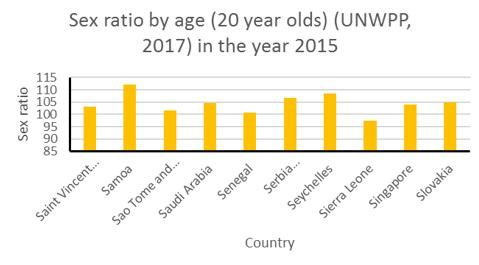 Sex ratio by age (20 year olds) (UNWPP,
2017) in the year 2015
Sex ratio
115
110
105
100
95
90
85
Saint Vincent...
Samoa
Sao Tome and...
Saudi Arabia
Senegal
Serbia...
Seychelles
Sierra Leone
Singapore
Slovakia
Country